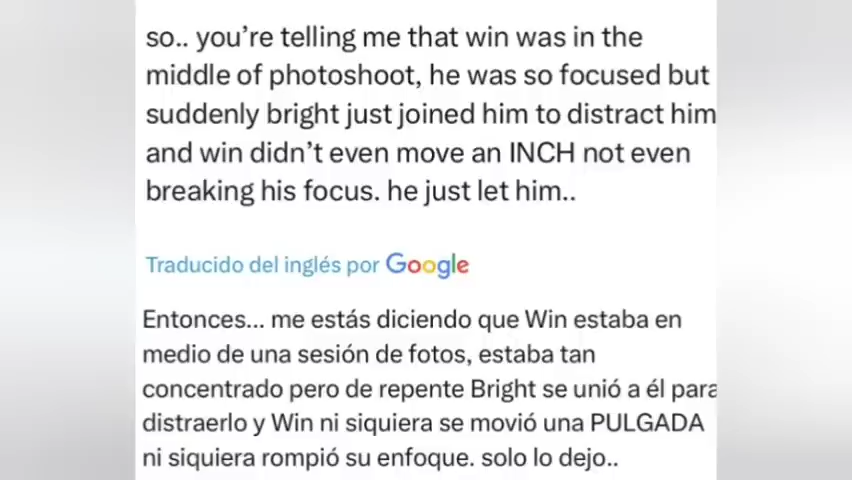 so.. you're telling me that win was in the
middle of photoshoot, he was so focused but
suddenly bright just joined him to distract him
and win didn't even move an INCH not even
breaking his focus. he just let him..
Traducido del inglés por Google
Entonces... me estás diciendo que Win estaba en
medio de una sesión de fotos, estaba tan
concentrado pero de repente Bright se unió a él para
distraerlo y Win ni siquiera se movió una PULGADA
ni siquiera rompió su enfoque. solo lo dejo..